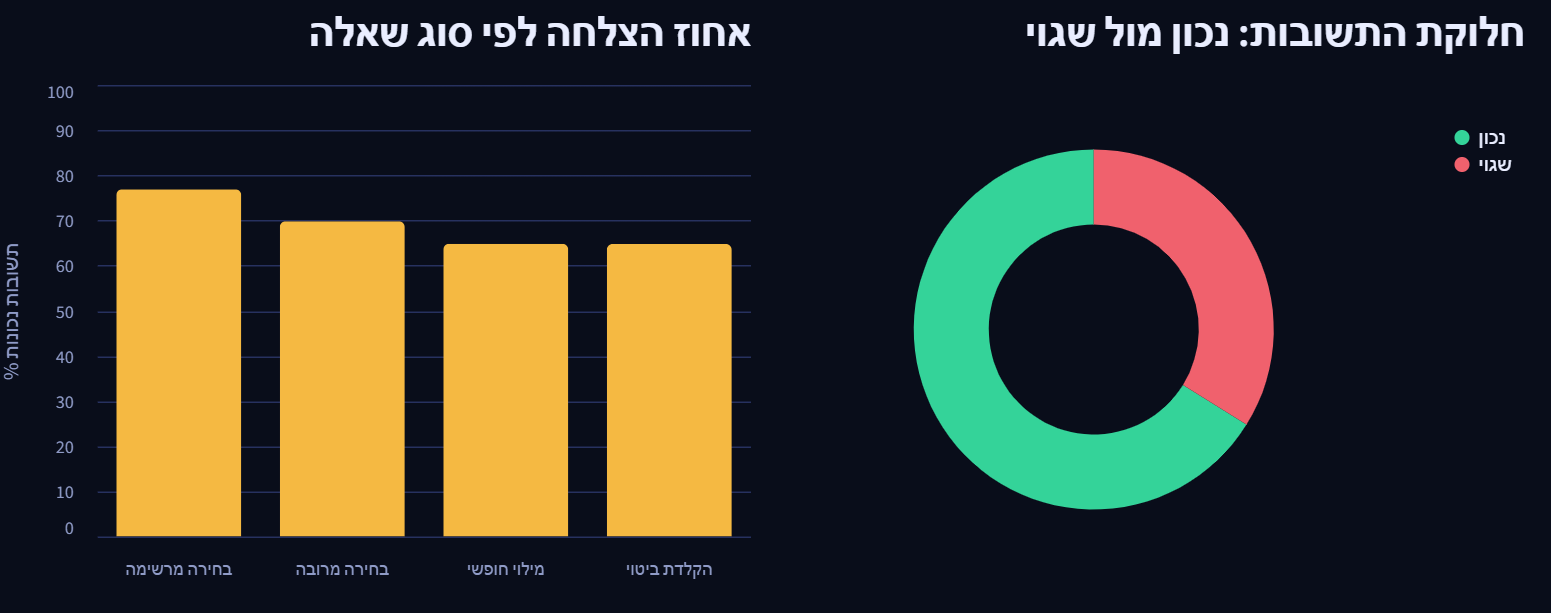 חלוקת התשובות: נכון מול שגוי
נכון
שגוי
אחוז הצלחה לפי סוג שאלה
תשובות נכונות %
100
90
80
70
60
50
40
30
20
10
0
בחירה מרשימה
בחירה מרובה
מילוי חופשי
הקלדת ביטוי